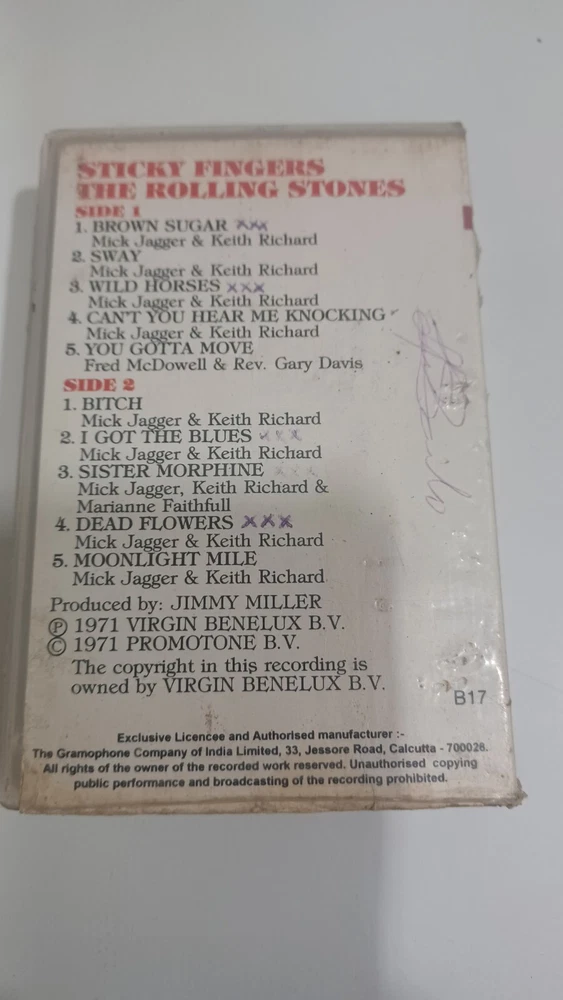 STICKY FINGERS
THE ROLLING STONES
SIDE 1
1. BROWN SUGAR xxx
Mick Jagger & Keith Richard
2. SWAY
Mick Jagger & Keith Richard
3. WILD HORSES xxx
Mick Jagger & Keith Richard
4. CAN'T YOU HEAR ME KNOCKING
Mick Jagger & Keith Richard
5. YOU GOTTA MOVE
Fred McDowell & Rev. Gary Davis
SIDE 2
1. BITCH
Mick Jagger & Keith Richard
2. I GOT THE BLUES xxx
Mick Jagger & Keith Richard
3. SISTER MORPHINE xxx
Mick Jagger, Keith Richard &
Marianne Faithfull
4. DEAD FLOWERS xxx
Mick Jagger & Keith Richard
5. MOONLIGHT MILE
Mick Jagger & Keith Richard
Produced by: JIMMY MILLER
℗ 1971 VIRGIN BENELUX B.V.
© 1971 PROMOTONE B.V.
The copyright in this recording is
owned by VIRGIN BENELUX B.V.
B17
Exclusive Licencee and Authorised manufacturer :-
The Gramophone Company of India Limited, 33, Jessore Road, Calcutta - 700028.
All rights of the owner of the recorded work reserved. Unauthorised copying
public performance and broadcasting of the recording prohibited.